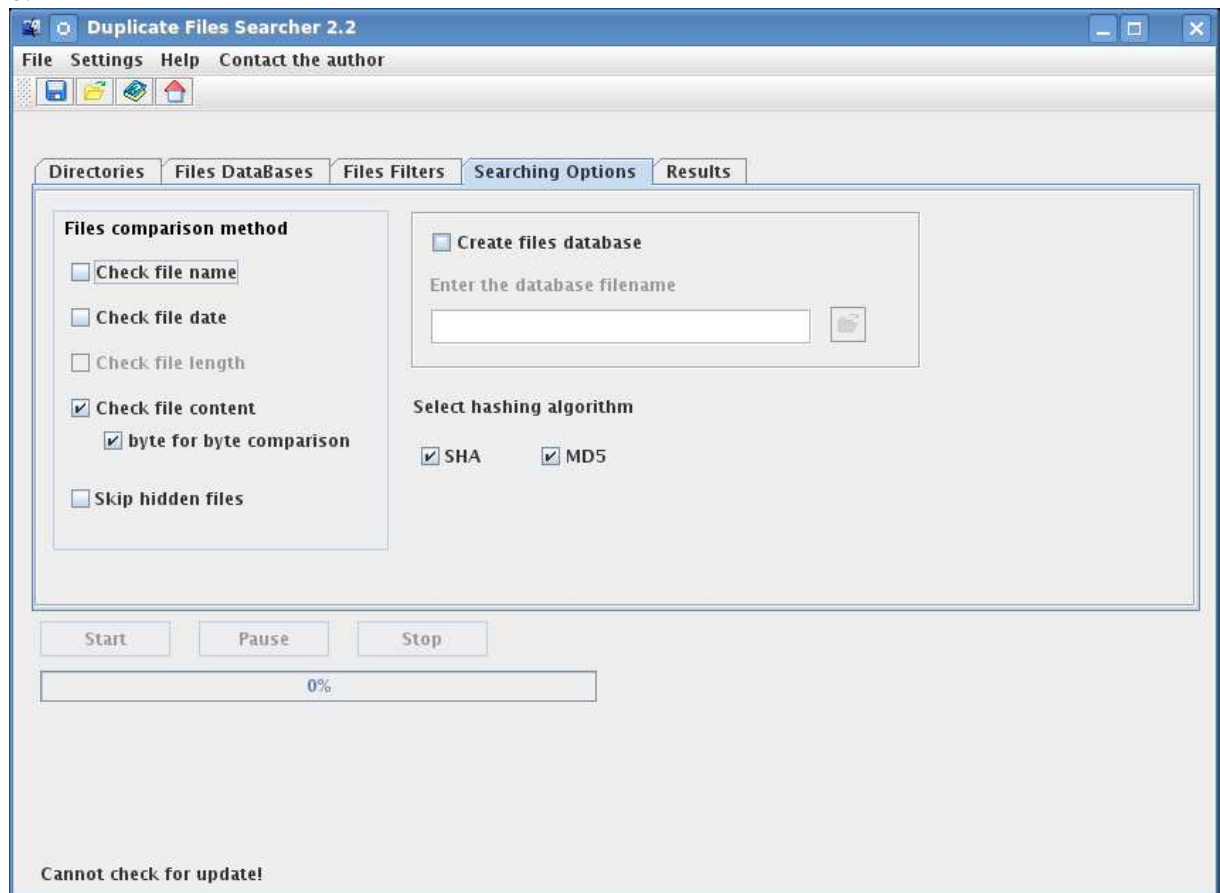 Duplicate Files Searcher 2.2
File Settings Help Contact the author
Directories Files DataBases Files Filters Searching Options Results
Files comparison method
Check file name
Check file date
Check file length
Check file content
byte for byte comparison
Skip hidden files
Create files database
Enter the database filename
Select hashing algorithm
SHA MD5
Start Pause Stop
0%
Cannot check for update!